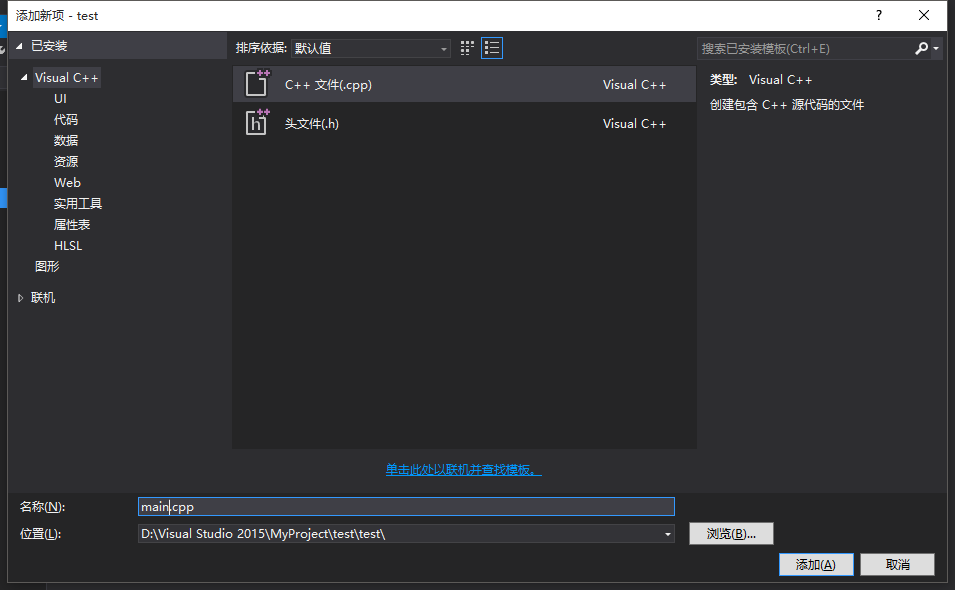 添加新项 - test
?
已安装
排序依据: 默认值
搜索已安装模板(Ctrl+E)
Visual C++
UI
代码
数据
资源
Web
实用工具
属性表
HLSL
图形
联机
C++ 文件(.cpp) Visual C++
头文件(.h) Visual C++
类型: Visual C++
创建包含 C++ 源代码的文件
单击此处以联机并查找模板。
名称(N): main.cpp
位置(L): D:\Visual Studio 2015\MyProject\test\test\
浏览(B)...
添加(A) 取消